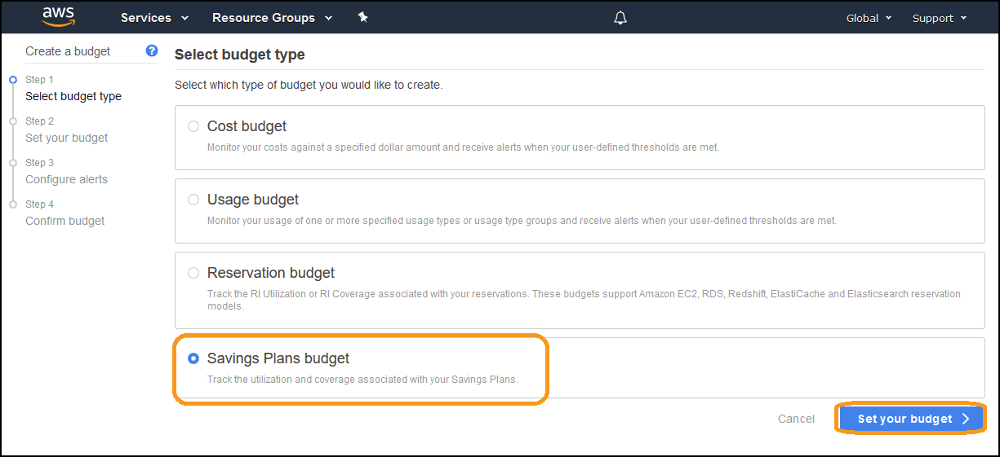 aws
Services
Resource Groups
Global
Support
Create a budget
?
Step 1
Select budget type
Step 2
Set your budget
Step 3
Configure alerts
Step 4
Confirm budget
Select budget type
Select which type of budget you would like to create.
Cost budget
Monitor your costs against a specified dollar amount and receive alerts when your user-defined thresholds are met.
Usage budget
Monitor your usage of one or more specified usage types or usage type groups and receive alerts when your user-defined thresholds are met.
Reservation budget
Track the RI Utilization or RI Coverage associated with your reservations. These budgets support Amazon EC2, RDS, Redshift, ElastiCache and Elasticsearch reservation
models.
Savings Plans budget
Track the utilization and coverage associated with your Savings Plans.
Cancel
Set your budget